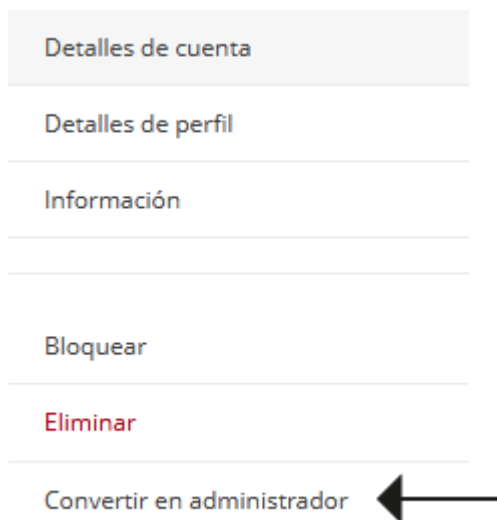 Detalles de cuenta
Detalles de perfil
Información
Bloquear
Eliminar
Convertir en administrador